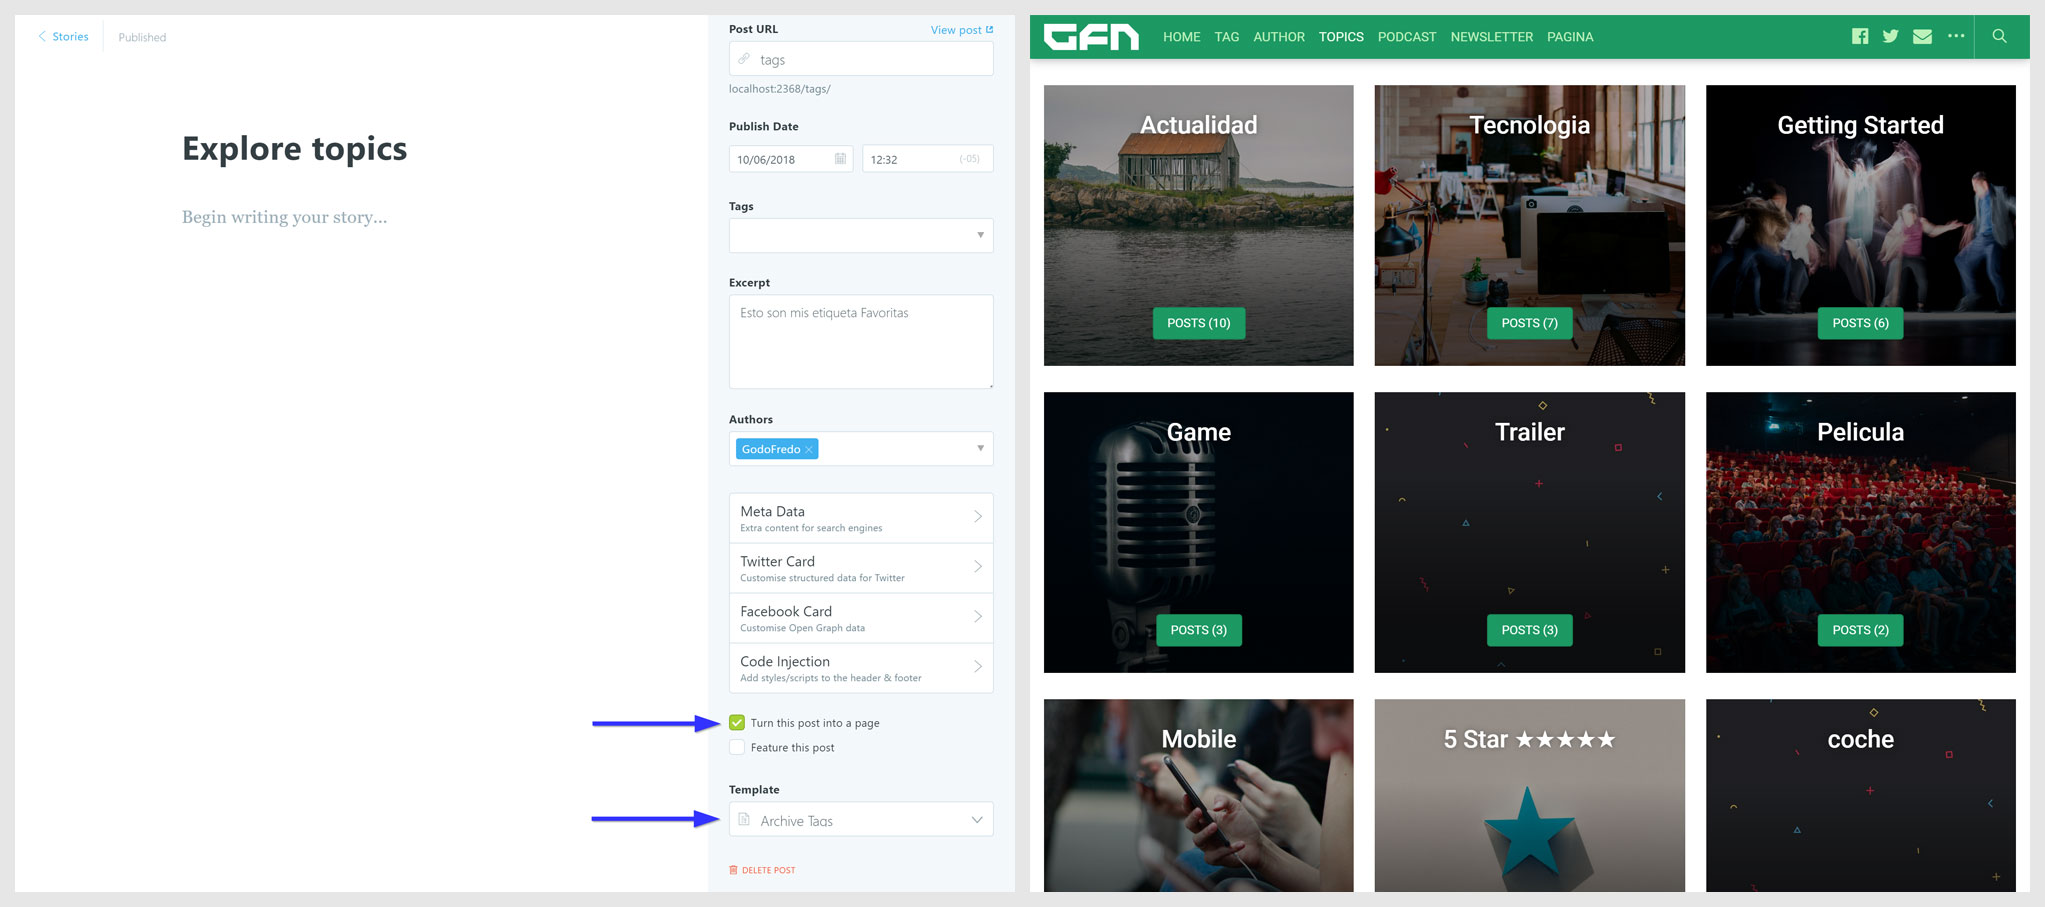 Stories
Published
Explore topics
Begin writing your story...
Post URL
View post
tags
localhost:2368/tags/
Publish Date
10/06/2018
12:32
(-05)
Tags
Excerpt
Esto son mis etiqueta Favoritas
Authors
GodoFredo
Meta Data
Extra content for search engines
Twitter Card
Customise structured data for Twitter
Facebook Card
Customise Open Graph data
Code Injection
Add styles/scripts to the header & footer
Turn this post into a page
Feature this post
Template
Archive Tags
DELETE POST
GFN
HOME TAG AUTHOR TOPICS PODCAST NEWSLETTER PAGINA
Actualidad
POSTS (10)
Tecnologia
POSTS (7)
Getting Started
POSTS (6)
Game
POSTS (3)
Trailer
POSTS (3)
Pelicula
POSTS (2)
Mobile
5 Star ★★★★★
coche